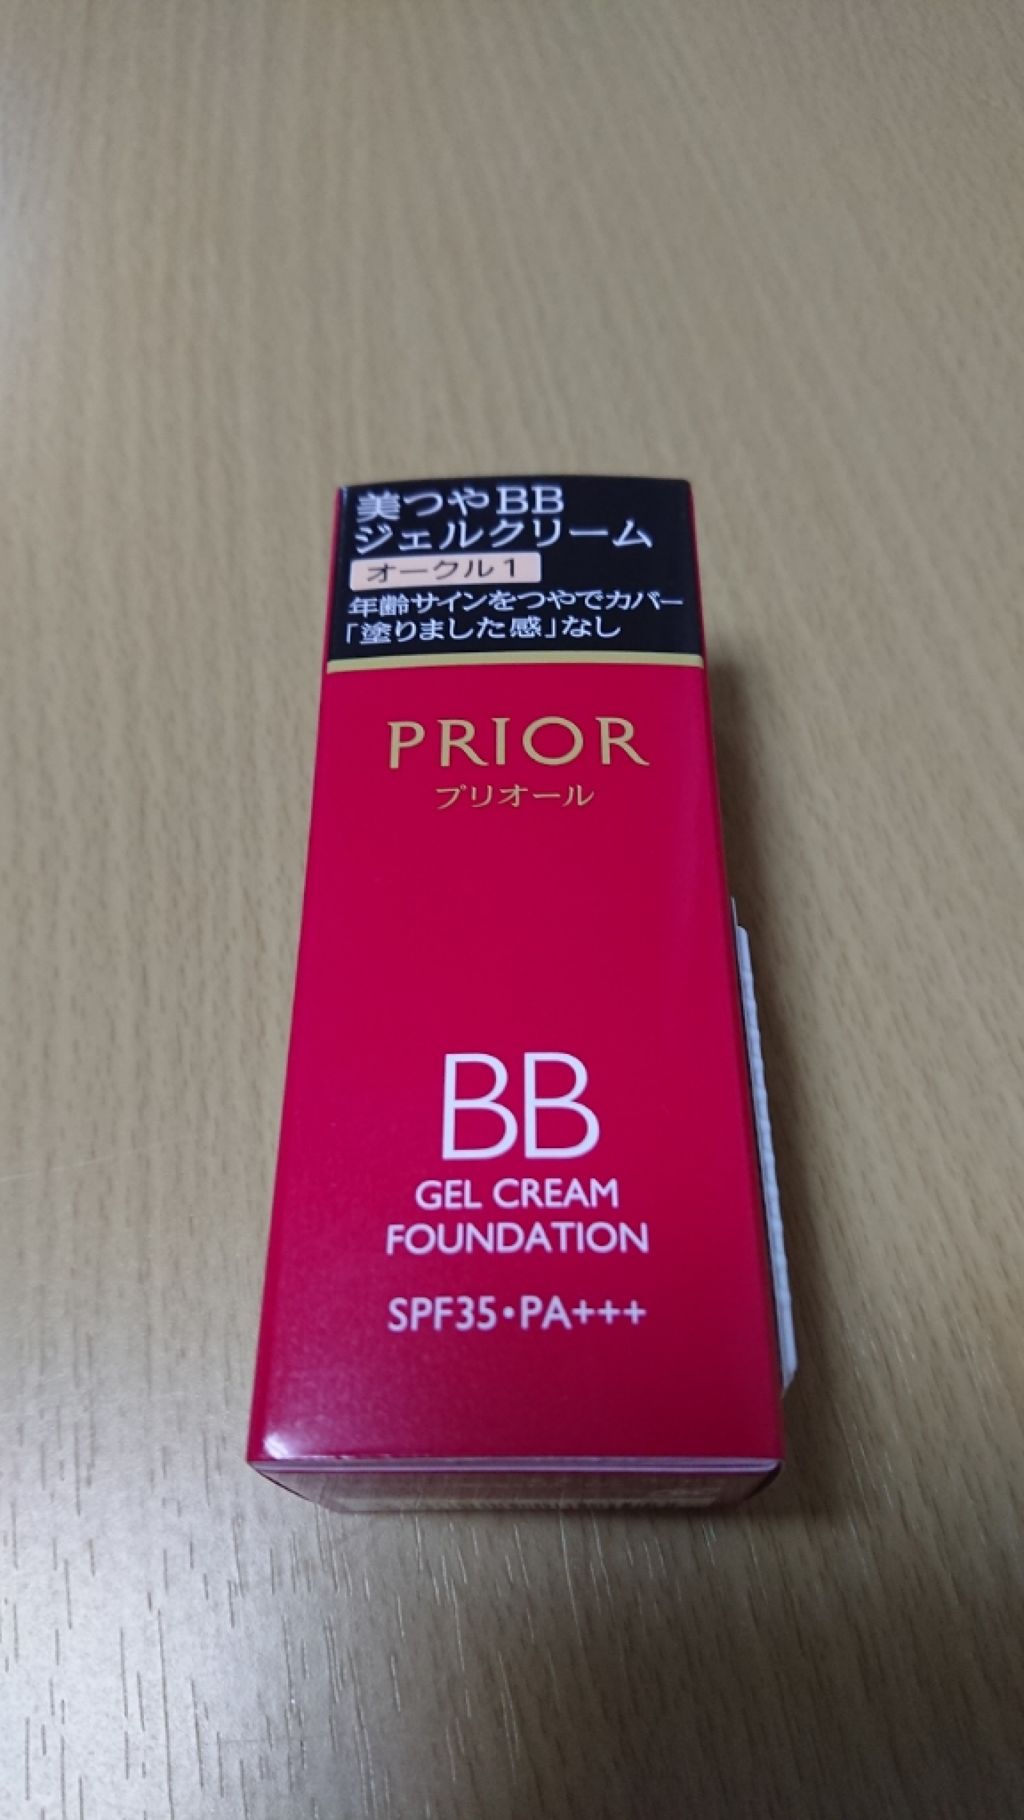 美つやBB
ジェルクリーム
オークル1
年齢サインをつやでカバー
「塗りました感」なし
PRIOR
プリオール
BB
GEL CREAM
FOUNDATION
SPF35・PA+++